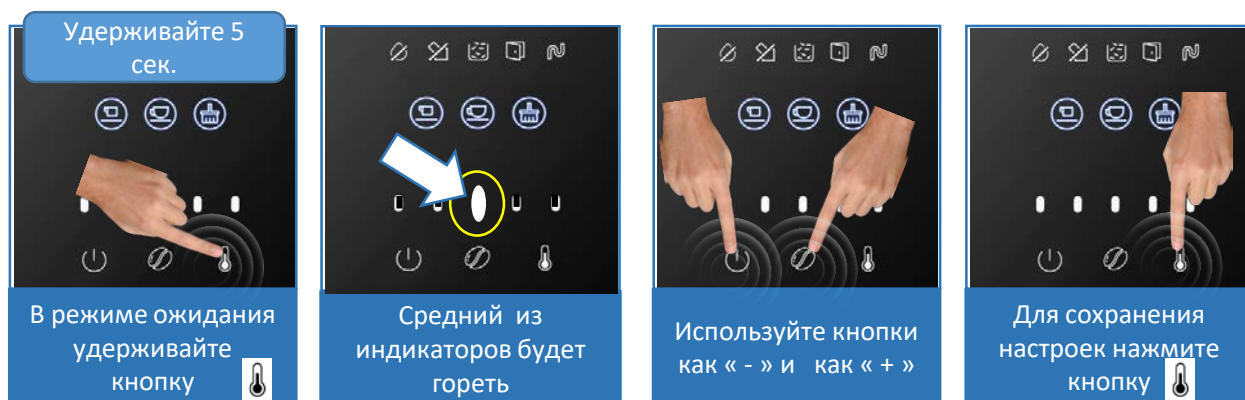 Удерживайте 5
сек.
В режиме ожидания
удерживайте
кнопку
Средний из
индикаторов будет
гореть
Используйте кнопки
как « - » и как « + »
Для сохранения
настроек нажмите
кнопку